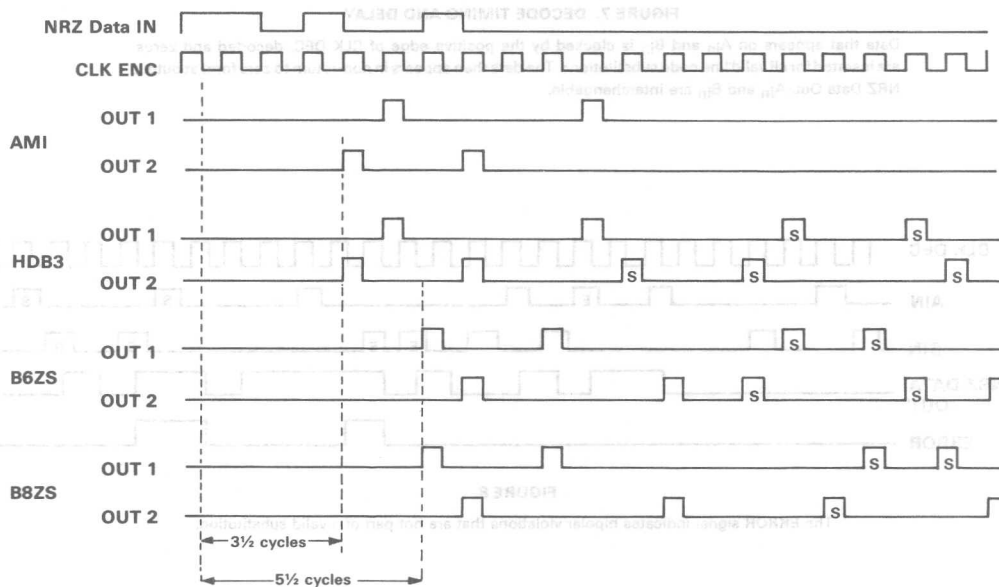 NRZ Data IN
CLK ENC
AMI
OUT 1
OUT 2
HDB3
OUT 1 S S
OUT 2 S S S
B6ZS
OUT 1 S S
OUT 2 S S
B8ZS
OUT 1 S S
OUT 2 S
3½ cycles
5½ cycles